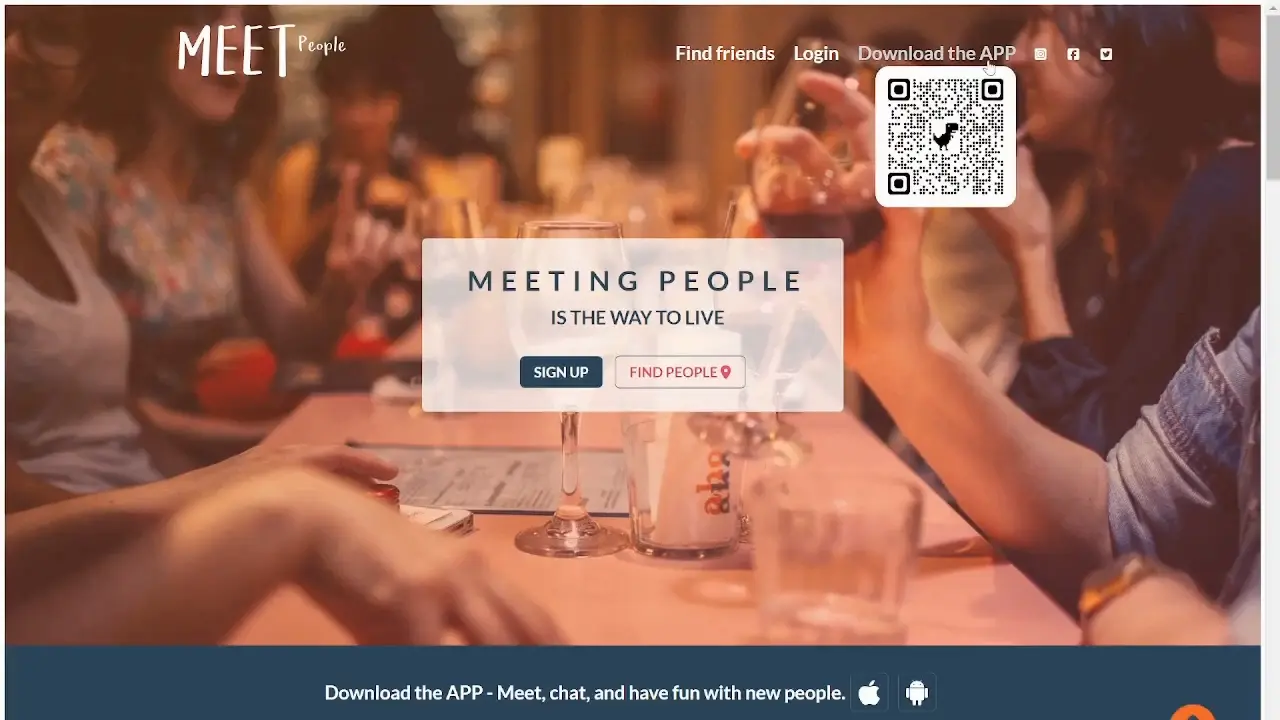 MEET People
Find friends Login Download the APP
MEETING PEOPLE
IS THE WAY TO LIVE
SIGN UP FIND PEOPLE
Download the APP - Meet, chat, and have fun with new people.